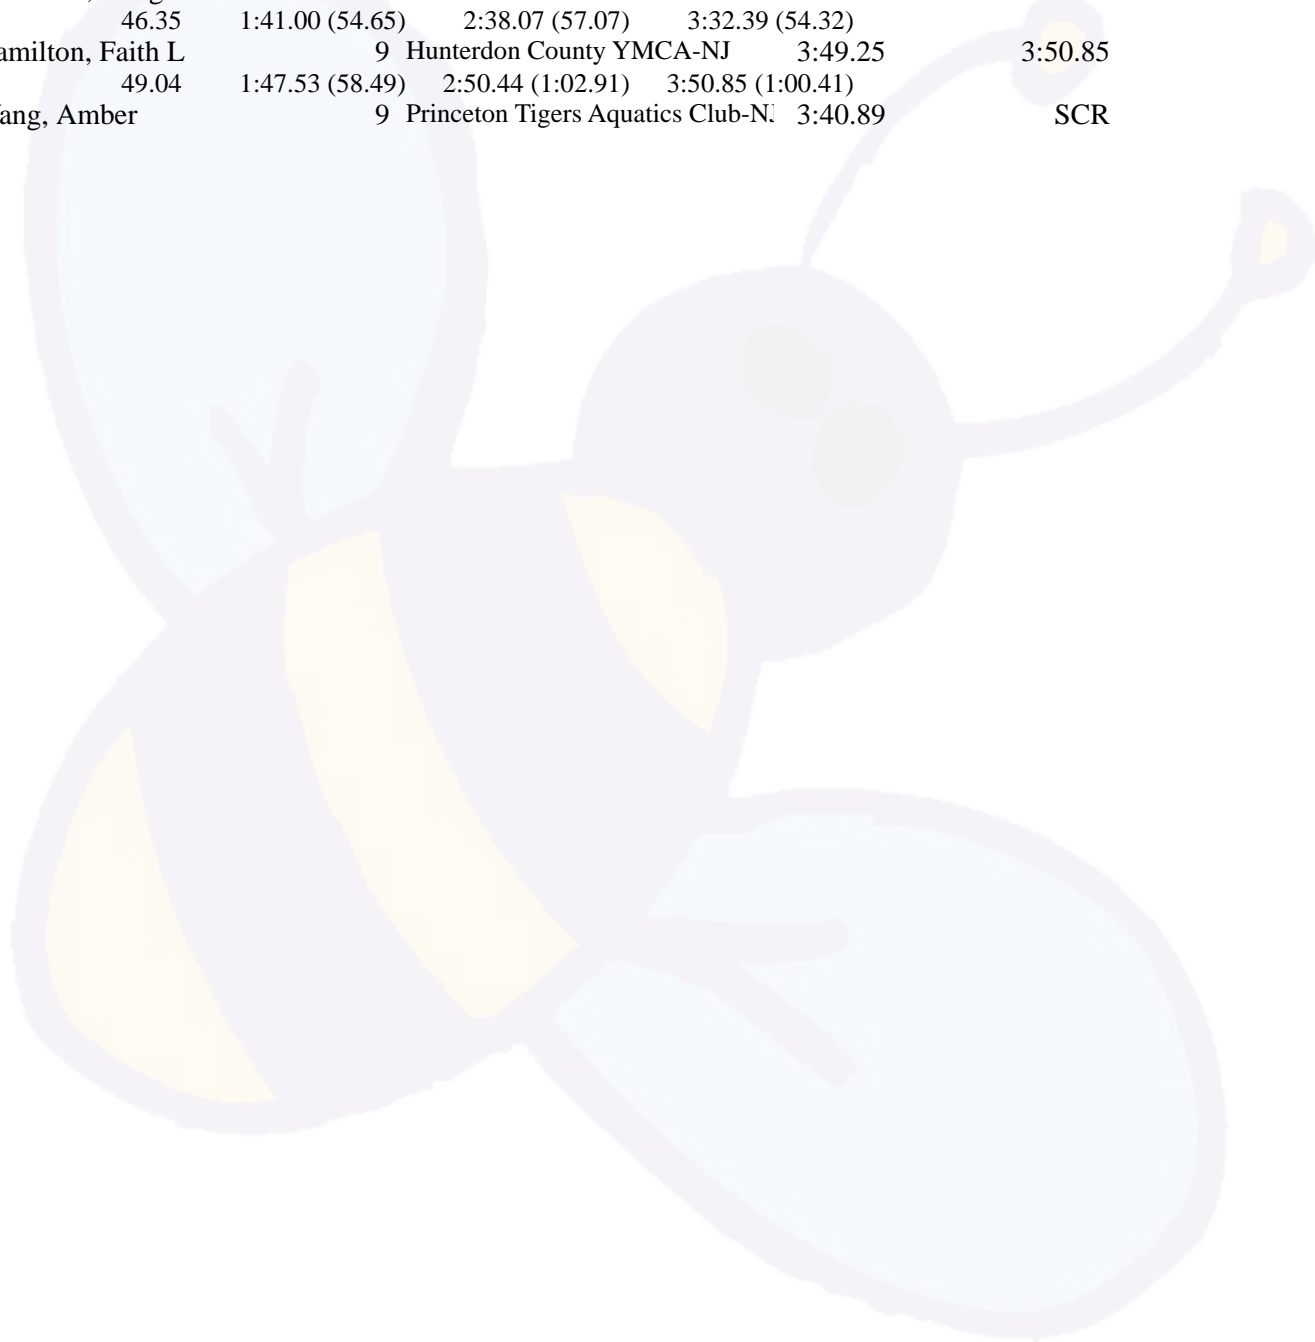 46.35 1:41.00 (54.65) 2:38.07 (57.07) 3:32.39 (54.32)
amilton, Faith L 9 Hunterdon County YMCA-NJ 3:49.25 3:50.85
49.04 1:47.53 (58.49) 2:50.44 (1:02.91) 3:50.85 (1:00.41)
ang, Amber 9 Princeton Tigers Aquatics Club-NJ 3:40.89 SCR